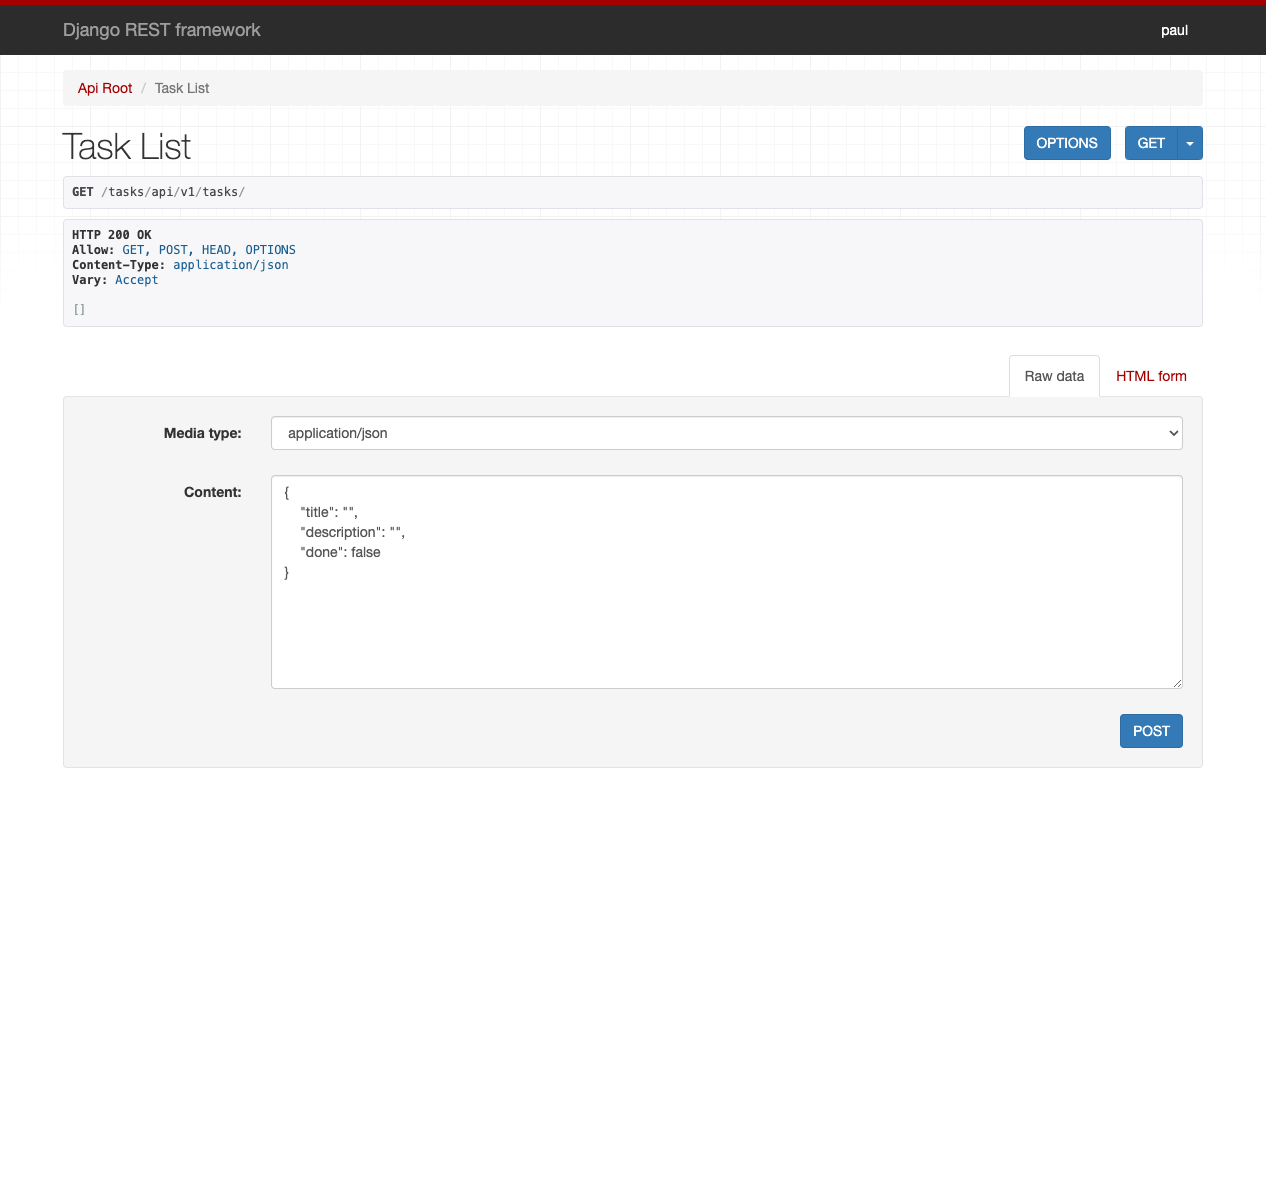 Django REST framework
paul
Api Root / Task List
Task List
OPTIONS
GET
GET /tasks/api/v1/tasks/
HTTP 200 OK
Allow: GET, POST, HEAD, OPTIONS
Content-Type: application/json
Vary: Accept
[]
Raw data
HTML form
Media type:
application/json
Content:
{
    "title": "",
    "description": "",
    "done": false
}
POST